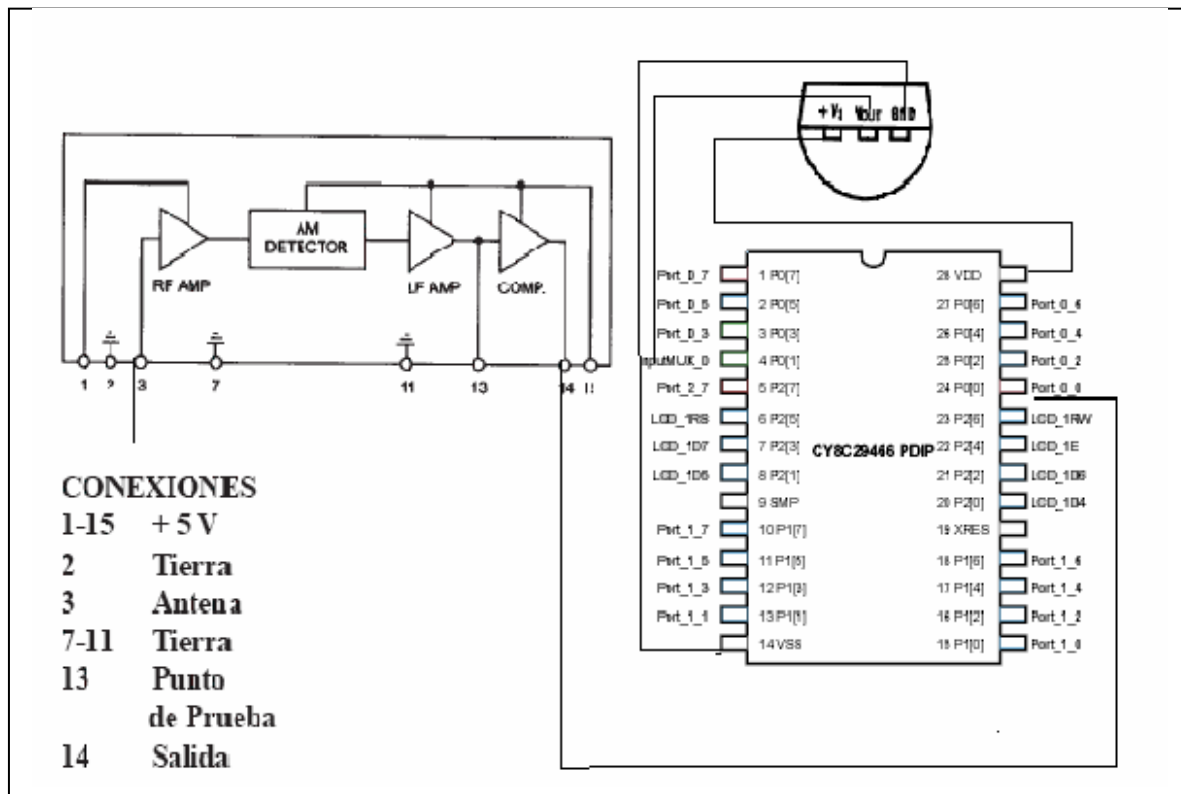 + Vs Vout GND
AM
DETECTOR
RF AMP
LF AMP
COMP.
1 2 3 7 11 13 14 15
CONEXIONES
1-15 + 5 V
2 Tierra
3 Antena
7-11 Tierra
13 Punto
de Prueba
14 Salida
CY8C29466 PDIP
Port_0_7 1 P0[7]
Port_0_5 2 P0[5]
Port_0_3 3 P0[3]
InputMUX_0 4 P0[1]
Port_2_7 5 P2[7]
LCD_1RS 6 P2[5]
LCD_1D7 7 P2[3]
LCD_1D5 8 P2[1]
9 SMP
Port_1_7 10 P1[7]
Port_1_5 11 P1[5]
Port_1_3 12 P1[3]
Port_1_1 13 P1[1]
14 VSS
28 VDD
27 P0[6] Port_0_6
26 P0[4] Port_0_4
25 P0[2] Port_0_2
24 P0[0] Port_0_0
23 P2[6] LCD_1RW
22 P2[4] LCD_1E
21 P2[2] LCD_1D6
20 P2[0] LCD_1D4
19 XRES
18 P1[6] Port_1_6
17 P1[4] Port_1_4
16 P1[2] Port_1_2
15 P1[0] Port_1_0